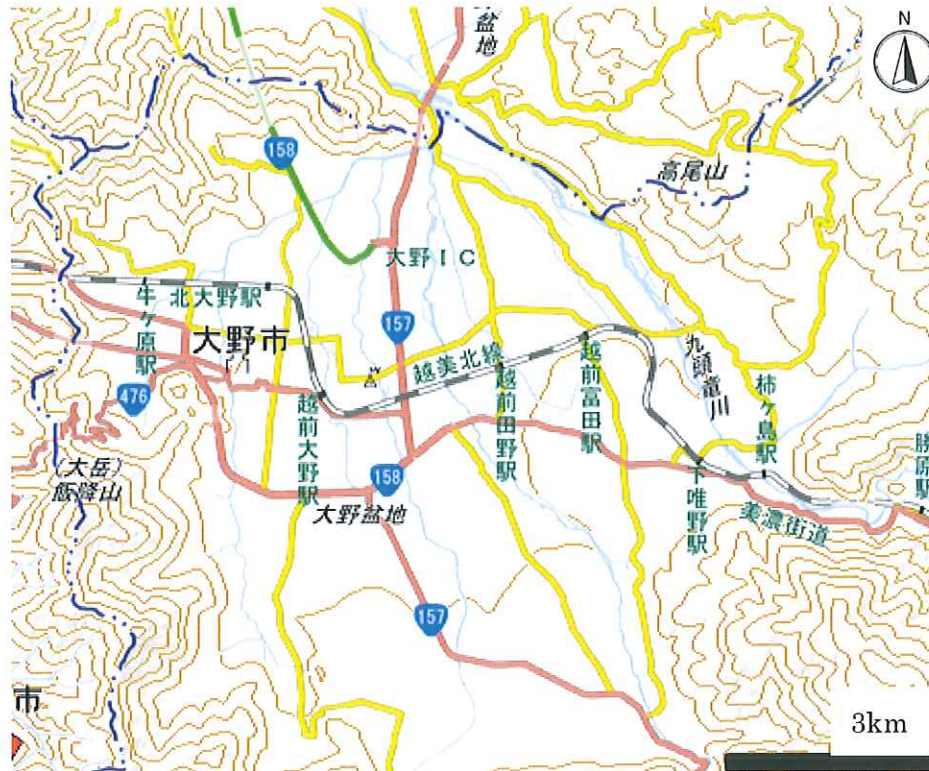 盆地
N
158
高尾山
大野IC
牛ケ原駅
北大野駅
157
大野市
越美北線
九頭竜川
476
越前大野駅
越前田野駅
越前富田駅
柿ケ島駅
勝原駅
(大岳)
飯降山
158
大野盆地
下唯野駅
美濃街道
157
市
3km